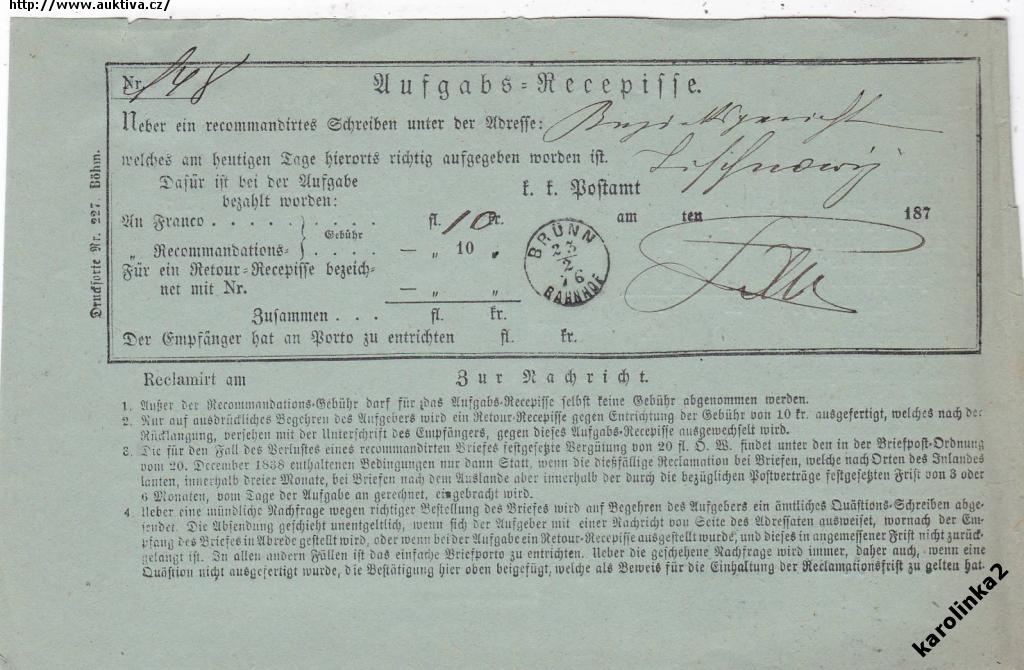 http://www.auktiva.cz/
Nr. 148
Aufgabs-Recepisse.
Ueber ein recommandirtes Schreiben unter der Adresse: Bezirksgericht
welches am heutigen Tage hierorts richtig aufgegeben worden ist. Tischnowitz
Dafür ist bei der Aufgabe
bezahlt worden:
k. k. Postamt
An Franco . . . . . . . . . fl. 10 kr. am ten 187
Gebühr
„ Recommandations- . . . . — „ 10 „
Für ein Retour-Recepisse bezeich-
net mit Nr. — „ „
Zusammen . . . fl. kr.
Der Empfänger hat an Porto zu entrichten fl. kr.
BRÜNN
BAHNHOF
Drucksorte Nr. 227. Böhm.
Reclamirt am
Zur Nachricht.
1. Außer der Recommandations-Gebühr darf für das Aufgabs-Recepisse selbst keine Gebühr abgenommen werden.
2. Nur auf ausdrückliches Begehren des Aufgebers wird ein Retour-Recepisse gegen Entrichtung der Gebühr von 10 kr. ausgefertigt, welches nach der
Rücklangung, versehen mit der Unterschrift des Empfängers, gegen dieses Aufgabs-Recepisse ausgewechselt wird.
3. Die für den Fall des Verlustes eines recommandirten Briefes festgesetzte Vergütung von 20 fl. Ö. W. findet unter den in der Briefpost-Ordnung
vom 20. December 1838 enthaltenen Bedingungen nur dann Statt, wenn die dießfällige Reclamation bei Briefen, welche nach Orten des Inlandes
lauten, innerhalb dreier Monate, bei Briefen nach dem Auslande aber innerhalb der durch die bezüglichen Postverträge festgesetzten Frist von 3 oder
6 Monaten, vom Tage der Aufgabe an gerechnet, eingebracht wird.
4. Ueber eine mündliche Nachfrage wegen richtiger Bestellung des Briefes wird auf Begehren des Aufgebers ein ämtliches Quästions-Schreiben abge-
sendet. Die Absendung geschieht unentgeltlich, wenn sich der Aufgeber mit einer Nachricht von Seite des Adressaten ausweiset, wornach der Em-
pfang des Briefes in Abrede gestellt wird, oder wenn bei der Aufgabe ein Retour-Recepisse ausgestellt wurde, und dieses in angemessener Frist nicht zurück-
gelangt ist. In allen andern Fällen ist das einfache Briefporto zu entrichten. Ueber die geschehene Nachfrage wird immer, daher auch, wenn eine
Quästion nicht ausgefertigt wurde, die Bestätigung hier oben beigefügt, welche als Beweis für die Einhaltung der Reclamationsfrist zu gelten hat.
karolinka2